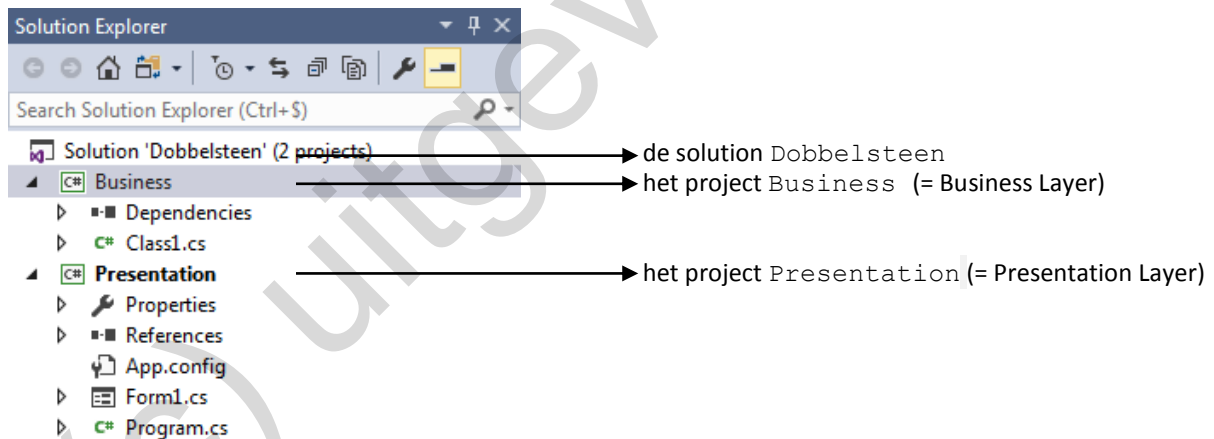 Solution Explorer
Search Solution Explorer (Ctrl+$)
Solution 'Dobbelsteen' (2 projects)
de solution Dobbelsteen
C# Business
het project Business (= Business Layer)
Dependencies
C# Class1.cs
C# Presentation
het project Presentation (= Presentation Layer)
Properties
References
App.config
Form1.cs
C# Program.cs
(c) uitgev